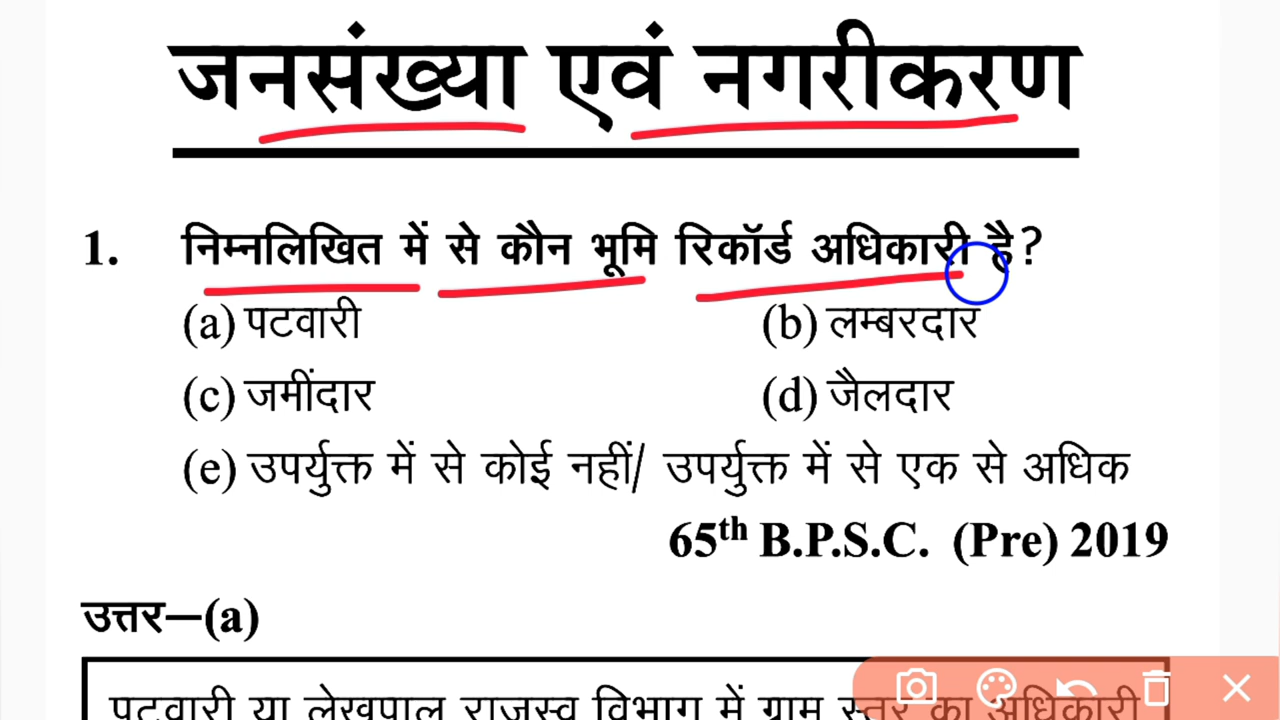 जनसंख्या एवं नगरीकरण
1. निम्नलिखित में से कौन भूमि रिकॉर्ड अधिकारी है?
(a) पटवारी (b) लम्बरदार
(c) जमींदार (d) जैलदार
(e) उपर्युक्त में से कोई नहीं/ उपर्युक्त में से एक से अधिक
65th B.P.S.C. (Pre) 2019
उत्तर—(a)
पटवारी या लेखपाल राजस्व विभाग में ग्राम स्तर का अधिकारी